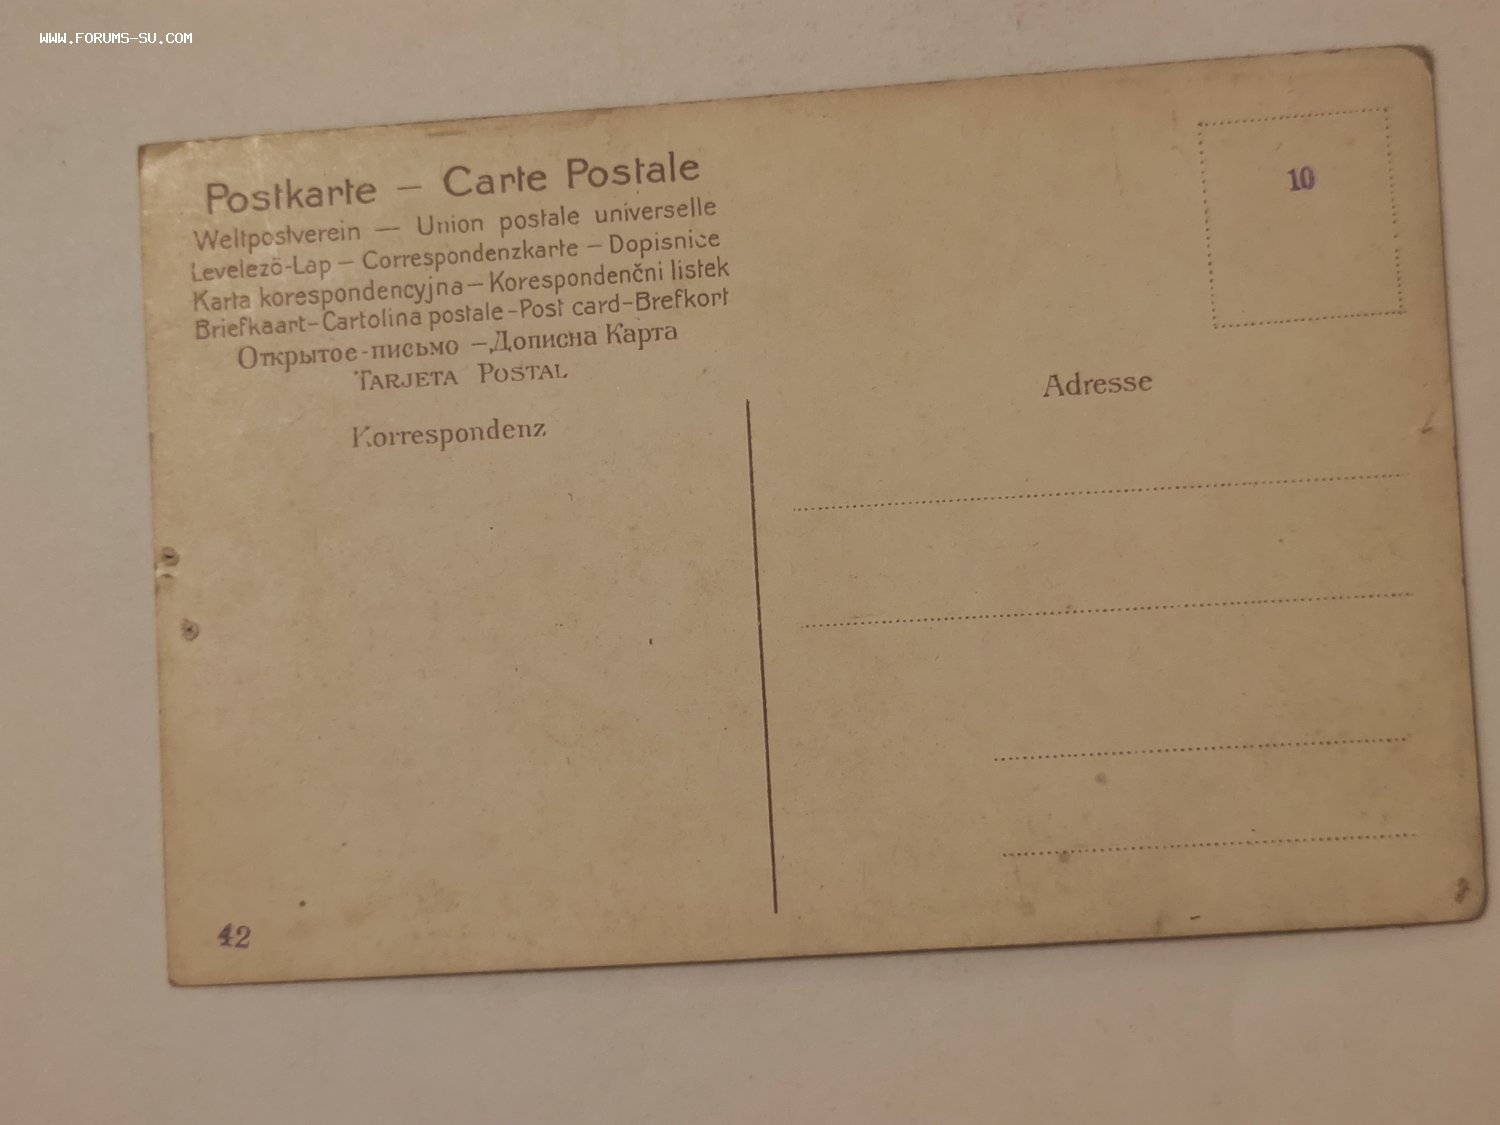 WWW.FORUMS-SU.COM
Postkarte — Carte Postale
Weltpostverein — Union postale universelle
Levelezö-Lap — Correspondenzkarte — Dopisnice
Karta korespondencyjna — Korespondenčni listek
Briefkaart-Cartolina postale-Post card-Brefkort
Открытое-письмо — Дописна Карта
TARJETA POSTAL
Korrespondenz
10
Adresse
42